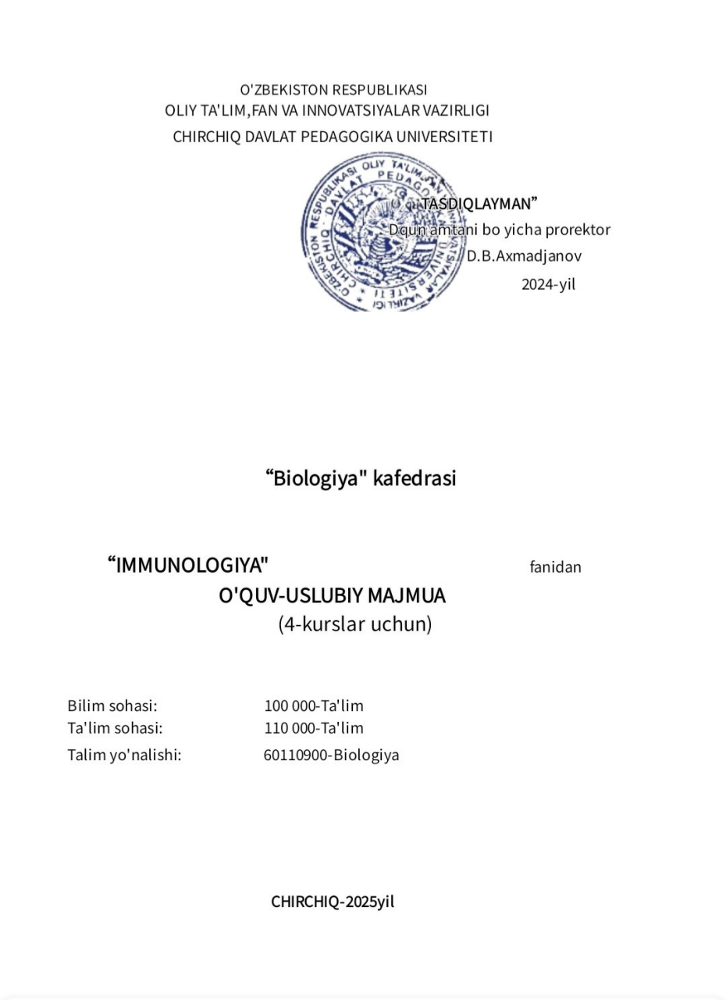 O'ZBEKISTON RESPUBLIKASI
OLIY TA'LIM,FAN VA INNOVATSIYALAR VAZIRLIGI
CHIRCHIQ DAVLAT PEDAGOGIKA UNIVERSITETI
O'ZBEKISTON RESPUBLIKASI OLIY TA'LIM, FAN INNOVATSIYALAR VAZIRLIGI
CHIRCHIQ DAVLAT PEDAGOGIKA UNIVERSITETI
TASDIQLAYMAN”
Dqun amtani bo yicha prorektor
D.B.Axmadjanov
2024-yil
“Biologiya" kafedrasi
“IMMUNOLOGIYA" fanidan
O'QUV-USLUBIY MAJMUA
(4-kurslar uchun)
Bilim sohasi: 100 000-Ta'lim
Ta'lim sohasi: 110 000-Ta'lim
Talim yo'nalishi: 60110900-Biologiya
CHIRCHIQ-2025yil